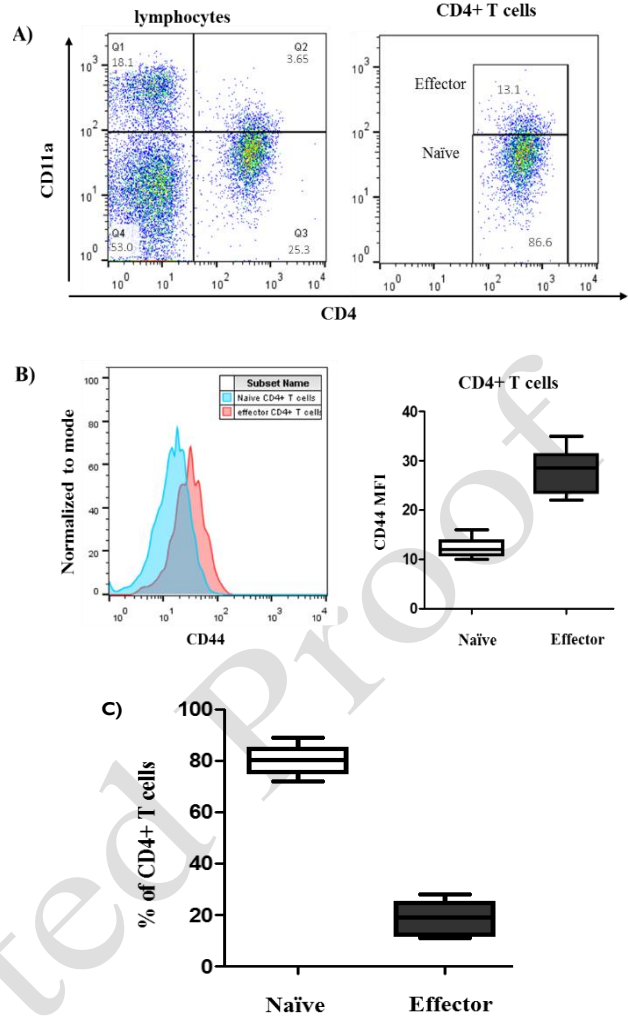 lymphocytes
CD4+ T cells
A)
Q1
18.1
Q2
3.65
Q4
53.0
Q3
25.3
10³
10²
10¹
10⁰
10⁰ 10¹ 10² 10³ 10⁴
CD11a
Effector
13.1
Naïve
86.6
10³
10²
10¹
10⁰
10⁰ 10¹ 10² 10³ 10⁴
CD4
B)
Subset Name
Naive CD4+ T cells
effector CD4+ T cells
100
80
60
40
20
0
10⁰ 10¹ 10² 10³ 10⁴
Normalized to mode
CD44
CD4+ T cells
40
30
20
10
0
CD44 MFI
Naïve Effector
C)
100
80
60
40
20
0
% of CD4+ T cells
Naïve Effector
ted Proof